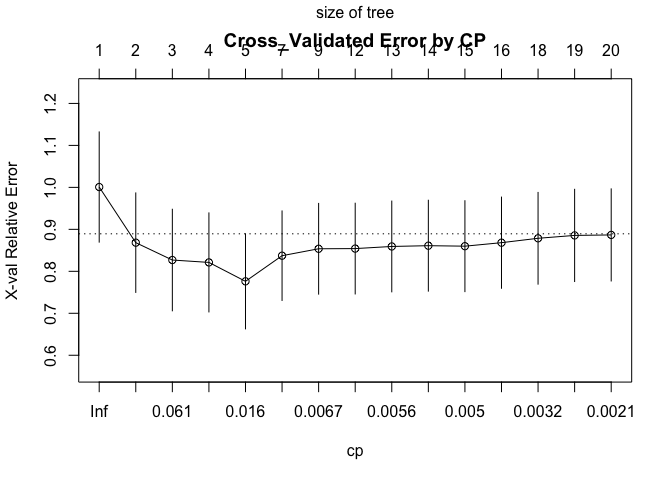 size of tree
Cross-Validated Error by CP
1 2 3 4 5 7 9 12 13 14 15 16 18 19 20
X-val Relative Error
1.2
1.1
1.0
0.9
0.8
0.7
0.6
Inf 0.061 0.016 0.0067 0.0056 0.005 0.0032 0.0021
cp